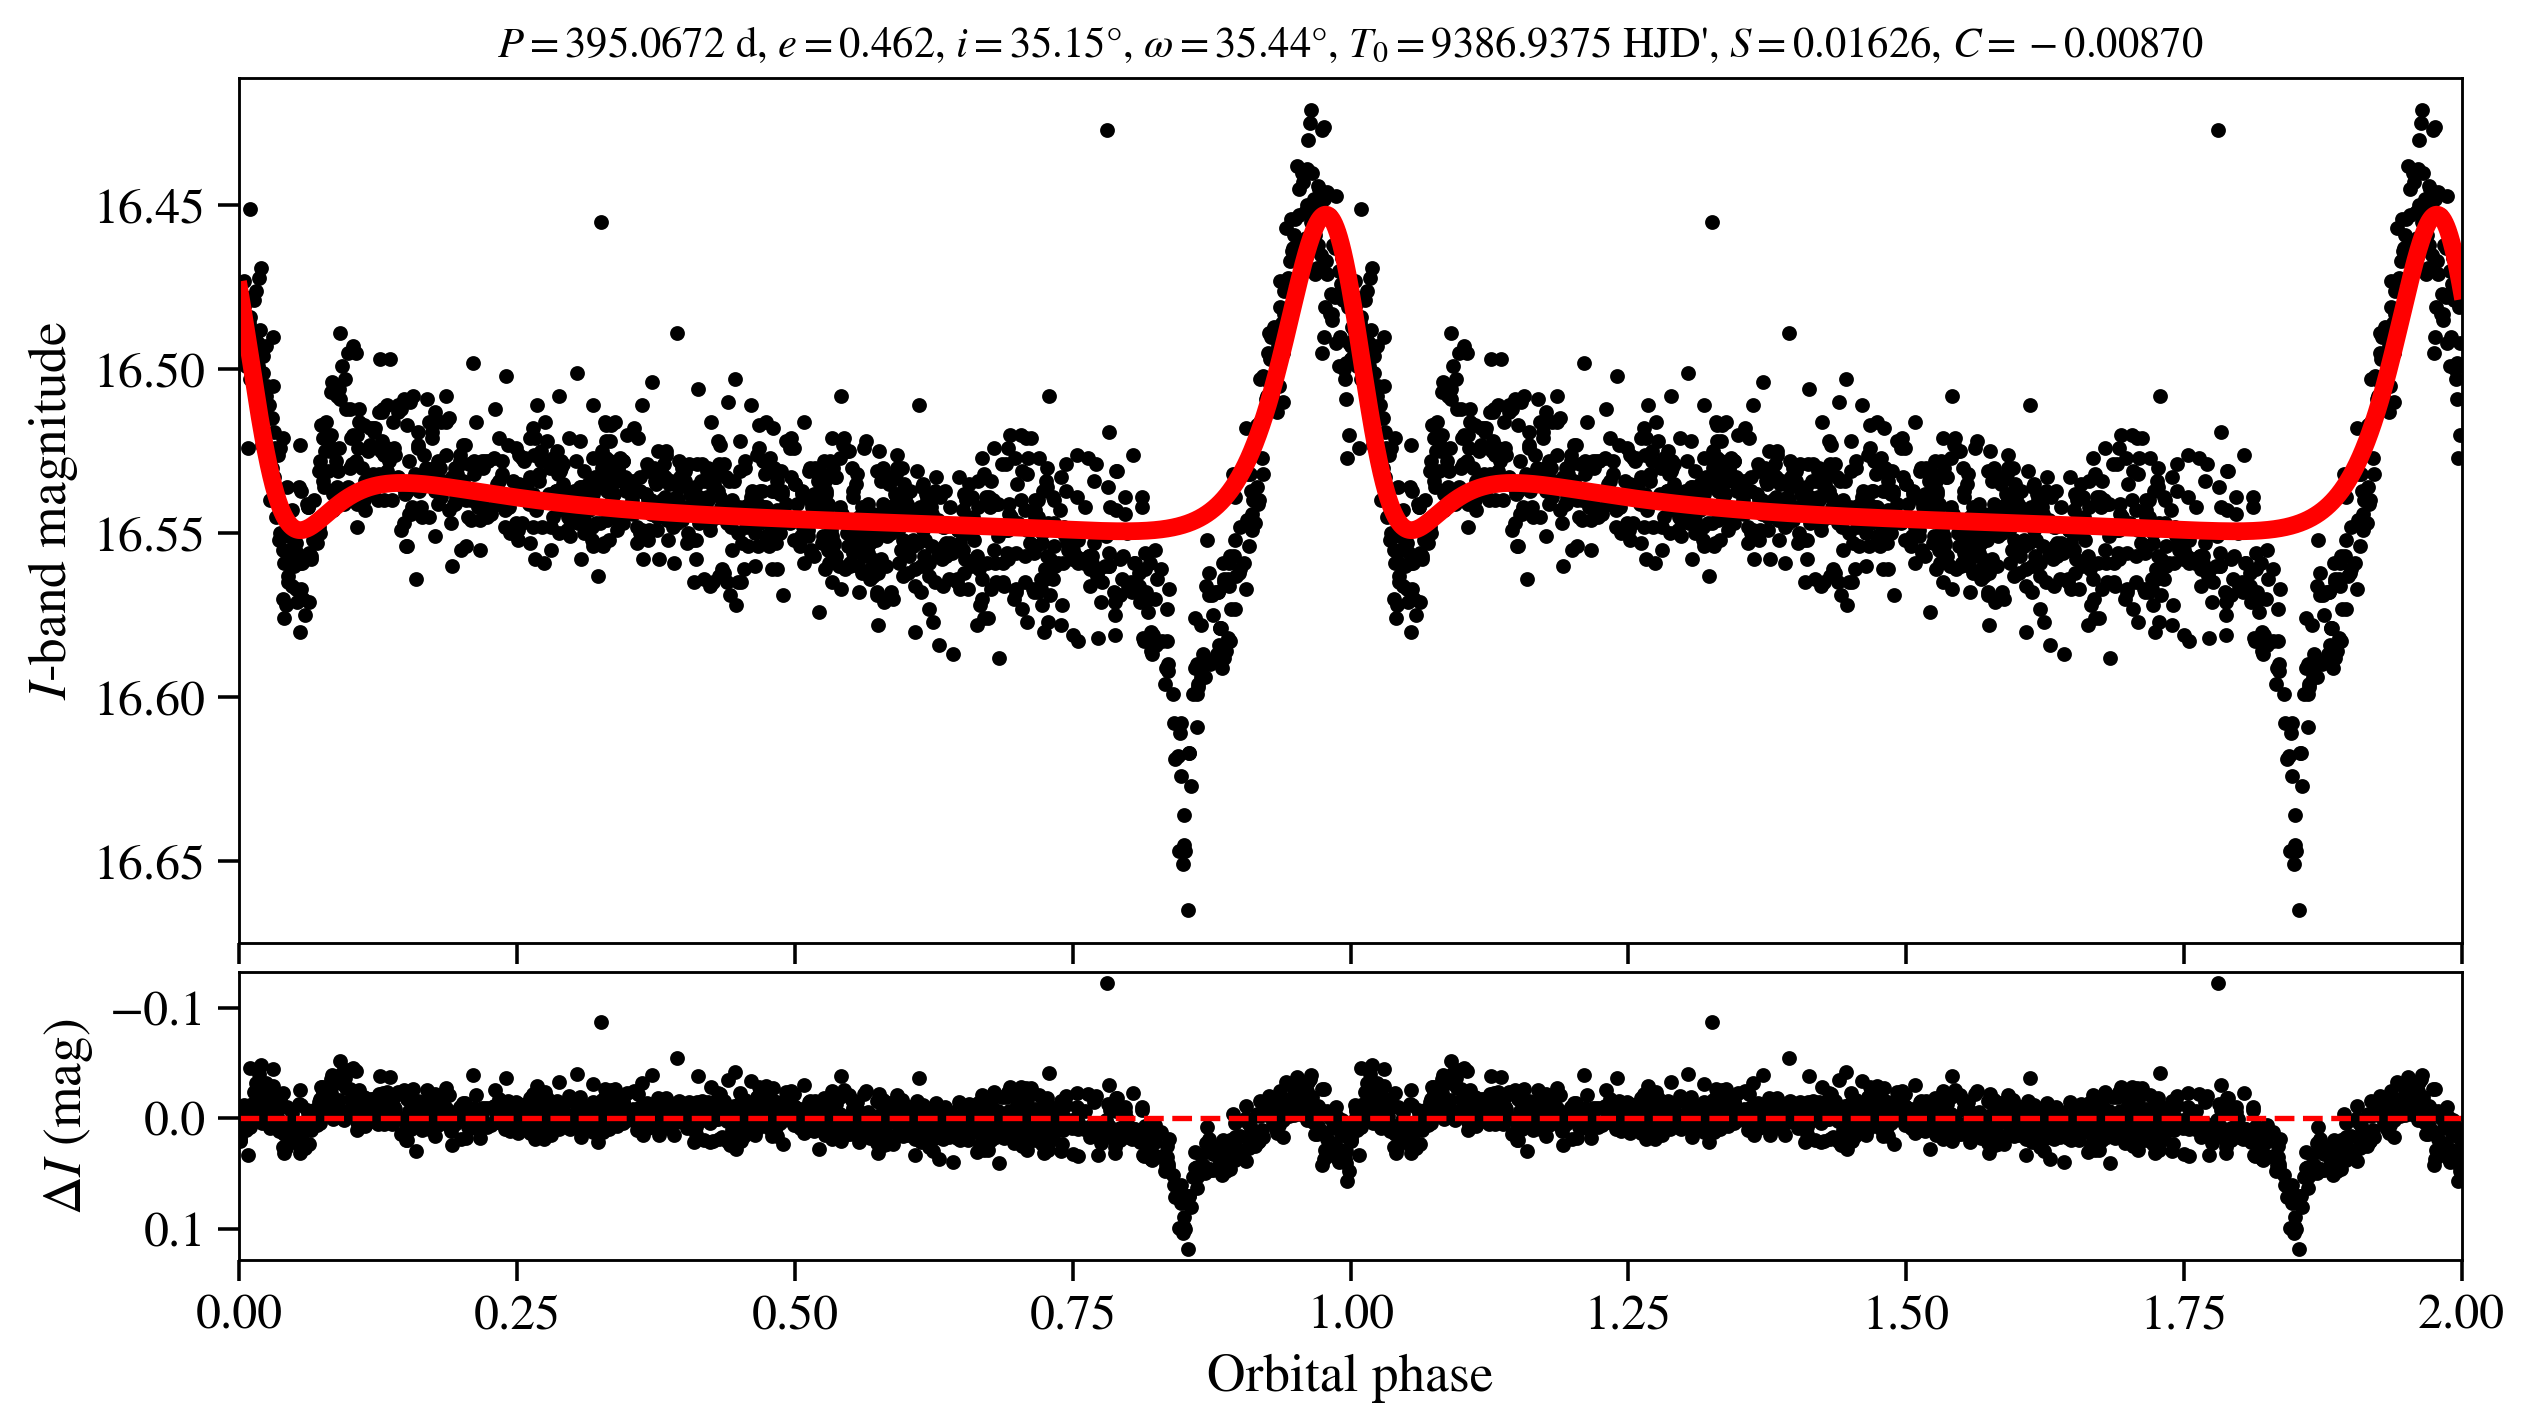 P = 395.0672 d, e = 0.462, i = 35.15°, ω = 35.44°, T₀ = 9386.9375 HJD', S = 0.01626, C = −0.00870
I-band magnitude
16.45
16.50
16.55
16.60
16.65
ΔI (mag)
−0.1
0.0
0.1
0.00 0.25 0.50 0.75 1.00 1.25 1.50 1.75 2.00
Orbital phase